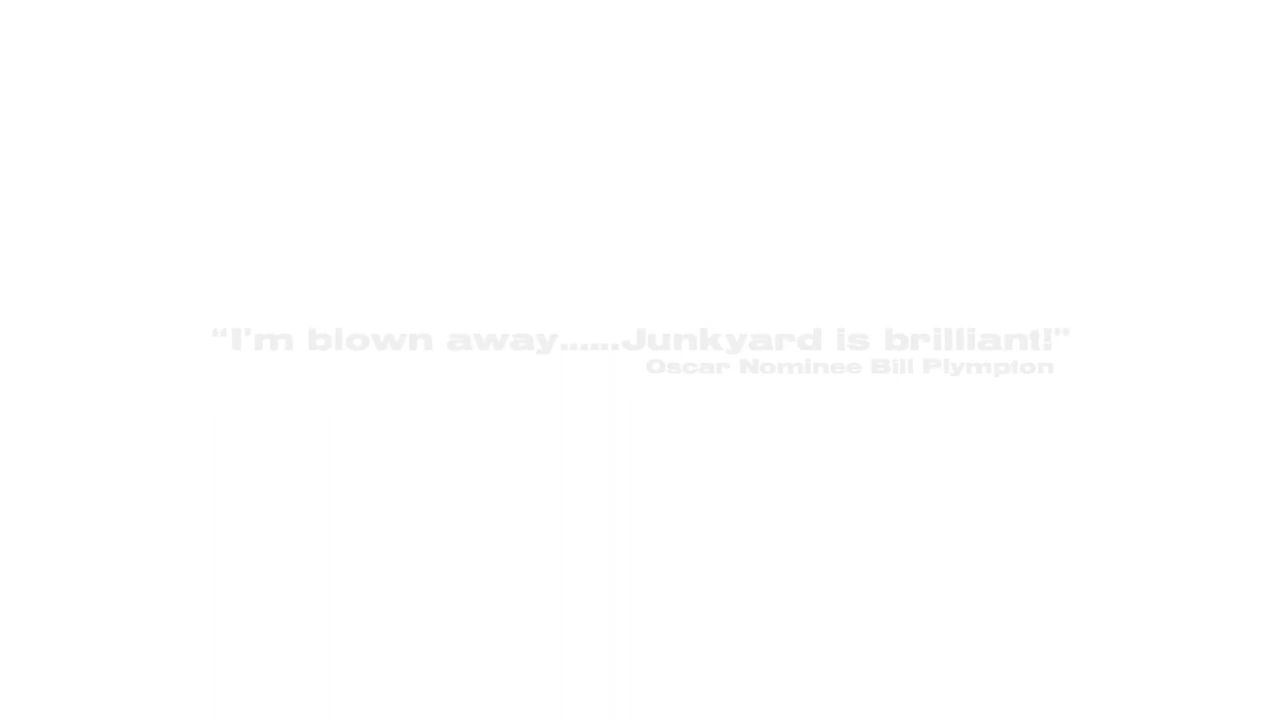 “I'm blown away......Junkyard is brilliant!”
Oscar Nominee Bill Plympton